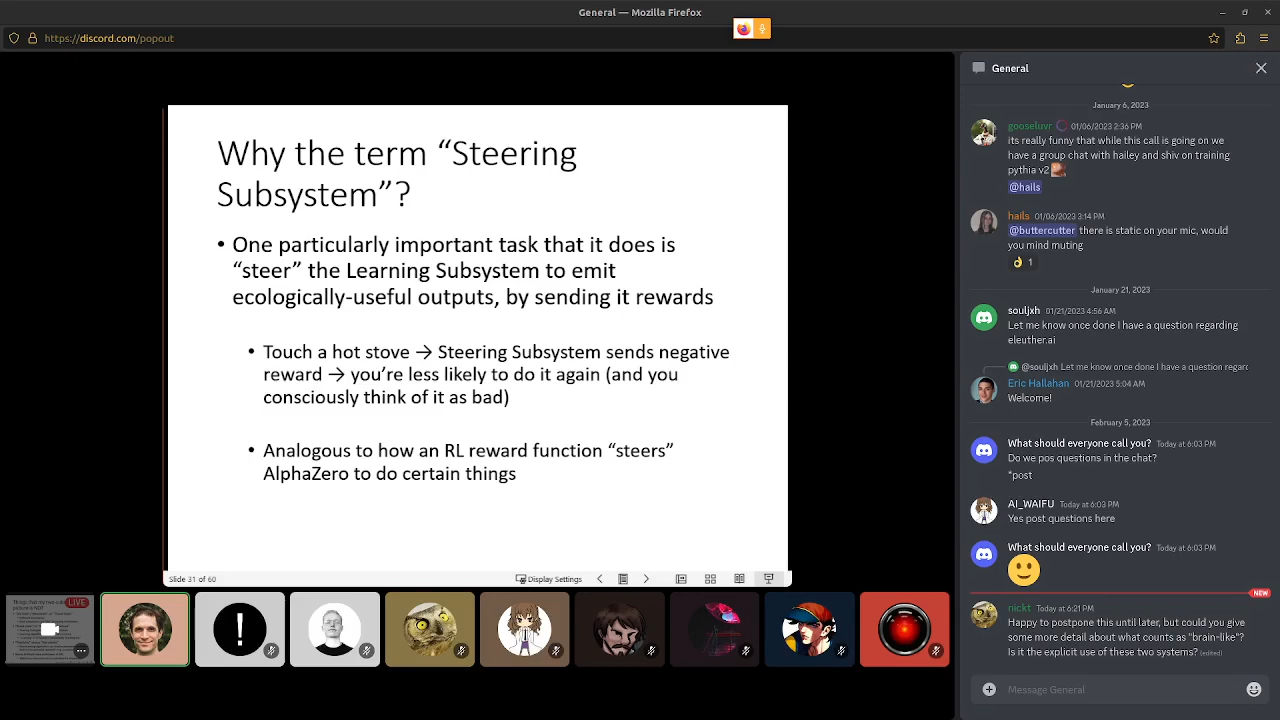 General — Mozilla Firefox
https://discord.com/popout
Why the term “Steering
Subsystem”?
• One particularly important task that it does is
“steer” the Learning Subsystem to emit
ecologically-useful outputs, by sending it rewards
• Touch a hot stove → Steering Subsystem sends negative
reward → you’re less likely to do it again (and you
consciously think of it as bad)
• Analogous to how an RL reward function “steers”
AlphaZero to do certain things
Slide 31 of 60
Display Settings
LIVE
General
January 6, 2023
gooseluvr 01/06/2023 2:36 PM
its really funny that while this call is going on we
have a group chat with hailey and shiv on training
pythia v2
@hails
hails 01/06/2023 3:14 PM
@buttercutter there is static on your mic, would
you mind muting
1
January 21, 2023
souljxh 01/21/2023 4:56 AM
Let me know once done I have a question regarding
eleuther.ai
@souljxh Let me know once done I have a question regarc
Eric Hallahan 01/21/2023 5:04 AM
Welcome!
February 5, 2023
What should everyone call you? Today at 6:03 PM
Do we pos questions in the chat?
*post
AI_WAIFU Today at 6:03 PM
Yes post questions here
What should everyone call you? Today at 6:03 PM
NEW
nickt Today at 6:21 PM
Happy to postpone this until later, but could you give
some more detail about what counts as 'brain-like'?
Is it the explicit use of these two systems? (edited)
Message General